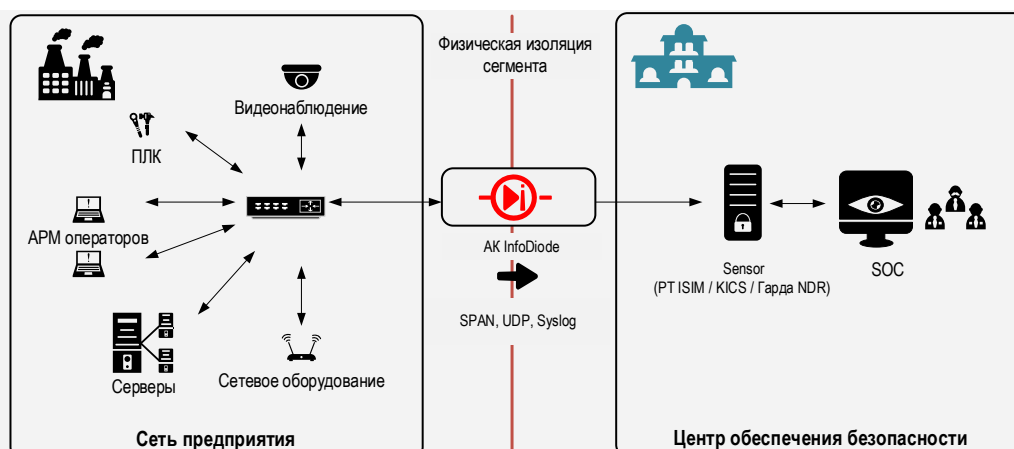 Физическая изоляция
сегмента
Видеонаблюдение
ПЛК
АРМ операторов
АК InfoDiode
SPAN, UDP, Syslog
Sensor
(PT ISIM / KICS / Гарда NDR)
SOC
Серверы
Сетевое оборудование
Сеть предприятия
Центр обеспечения безопасности